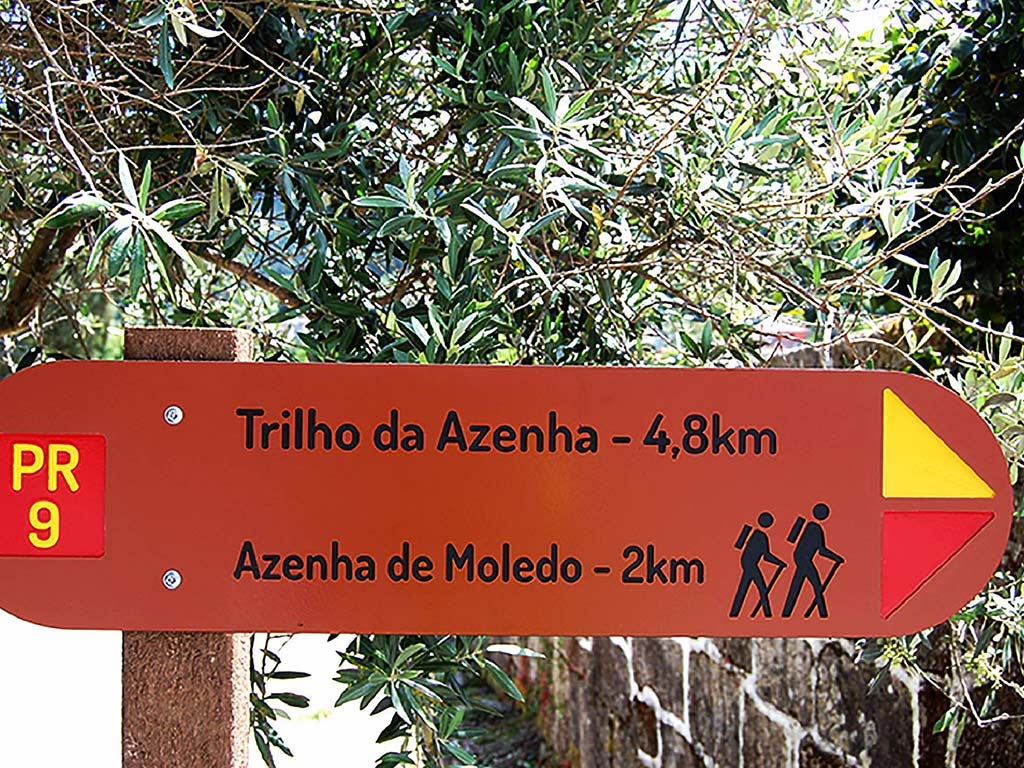 PR
9
Trilho da Azenha - 4,8km
Azenha de Moledo - 2km